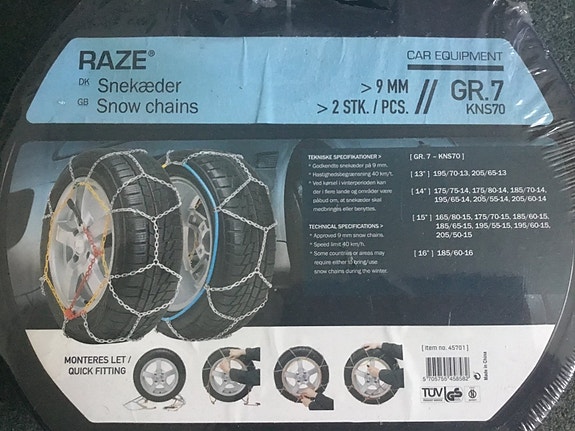 RAZE®
CAR EQUIPMENT
DK Snekæder
GB Snow chains
> 9 MM
> 2 STK. / PCS. //
GR.7
KNS70
TEKNISKE SPECIFIKATIONER >
• Godkendte snekæder på 9 mm.
• Hastighedsbegrænsning 40 km/t.
• Ved kørsel i vinterperioden kan
der i flere lande og områder være
påbud om, at snekæder skal
medbringes eller benyttes.
TECHNICAL SPECIFICATIONS >
• Approved 9 mm snow chains.
• Speed limit 40 km/h.
• Some countries or areas may
require either to bring/use
snow chains during the winter.
[ GR. 7 – KNS70 ]
[ 13" ] 195/70-13, 205/65-13
[ 14" ] 175/75-14, 175/80-14, 185/70-14,
195/65-14, 205/55-14, 205/60-14
[ 15" ] 165/80-15, 175/70-15, 185/60-15,
185/65-15, 195/55-15, 195/60-15,
205/50-15
[ 16" ] 185/60-16
MONTERES LET /
QUICK FITTING
[ Item no. 45701 ]
5 705756 458582
Made in China
TÜV
GS